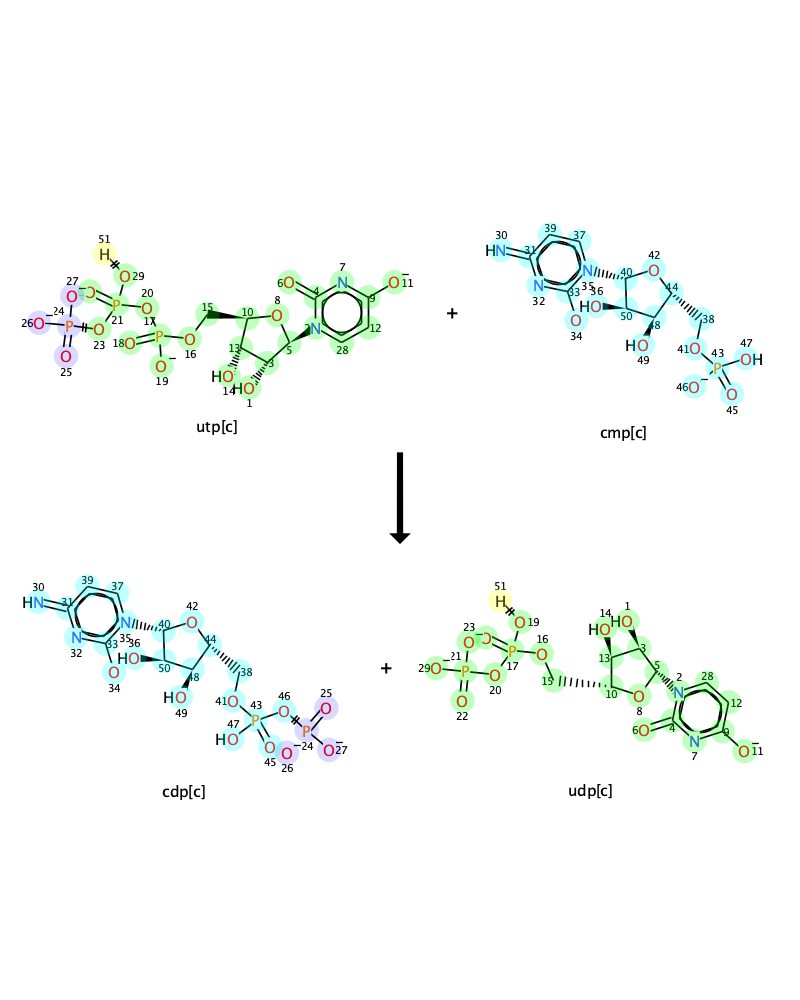 51
H
27 O⁻ O O 29
20
26 O⁻ 24 P 21 P O 17
O 23 18 O P O 16
O 25 O⁻ 19
15 10 8 O
13 3 5
HO 14 HO 1
6 O 4 7 N 9 O⁻ 11
2 N 28 12
utp[c]
+
30 39 37
HN 31 N 35
N 32 33 36
O 34
42 O
40 44
HO 50 48
HO 49
38
41 O 43 P 47 OH
46 O⁻ O 45
cmp[c]
30 39 37
HN 31 N 35
N 32 33 36
O 34
42 O
40 44
HO 50 48
HO 49
38
41 O 43 P 46 O 25 O
47 HO O 45 O⁻ 26 P 24 O⁻ 27
cdp[c]
+
51
H
23 O O O 19
16
29 O⁻ 21 P P 17 O
O 20
O 22
15 10
14 HO HO 1
13 3 5
O 8
2 N 28 12
6 O 4 N 7 9
O⁻ 11
udp[c]